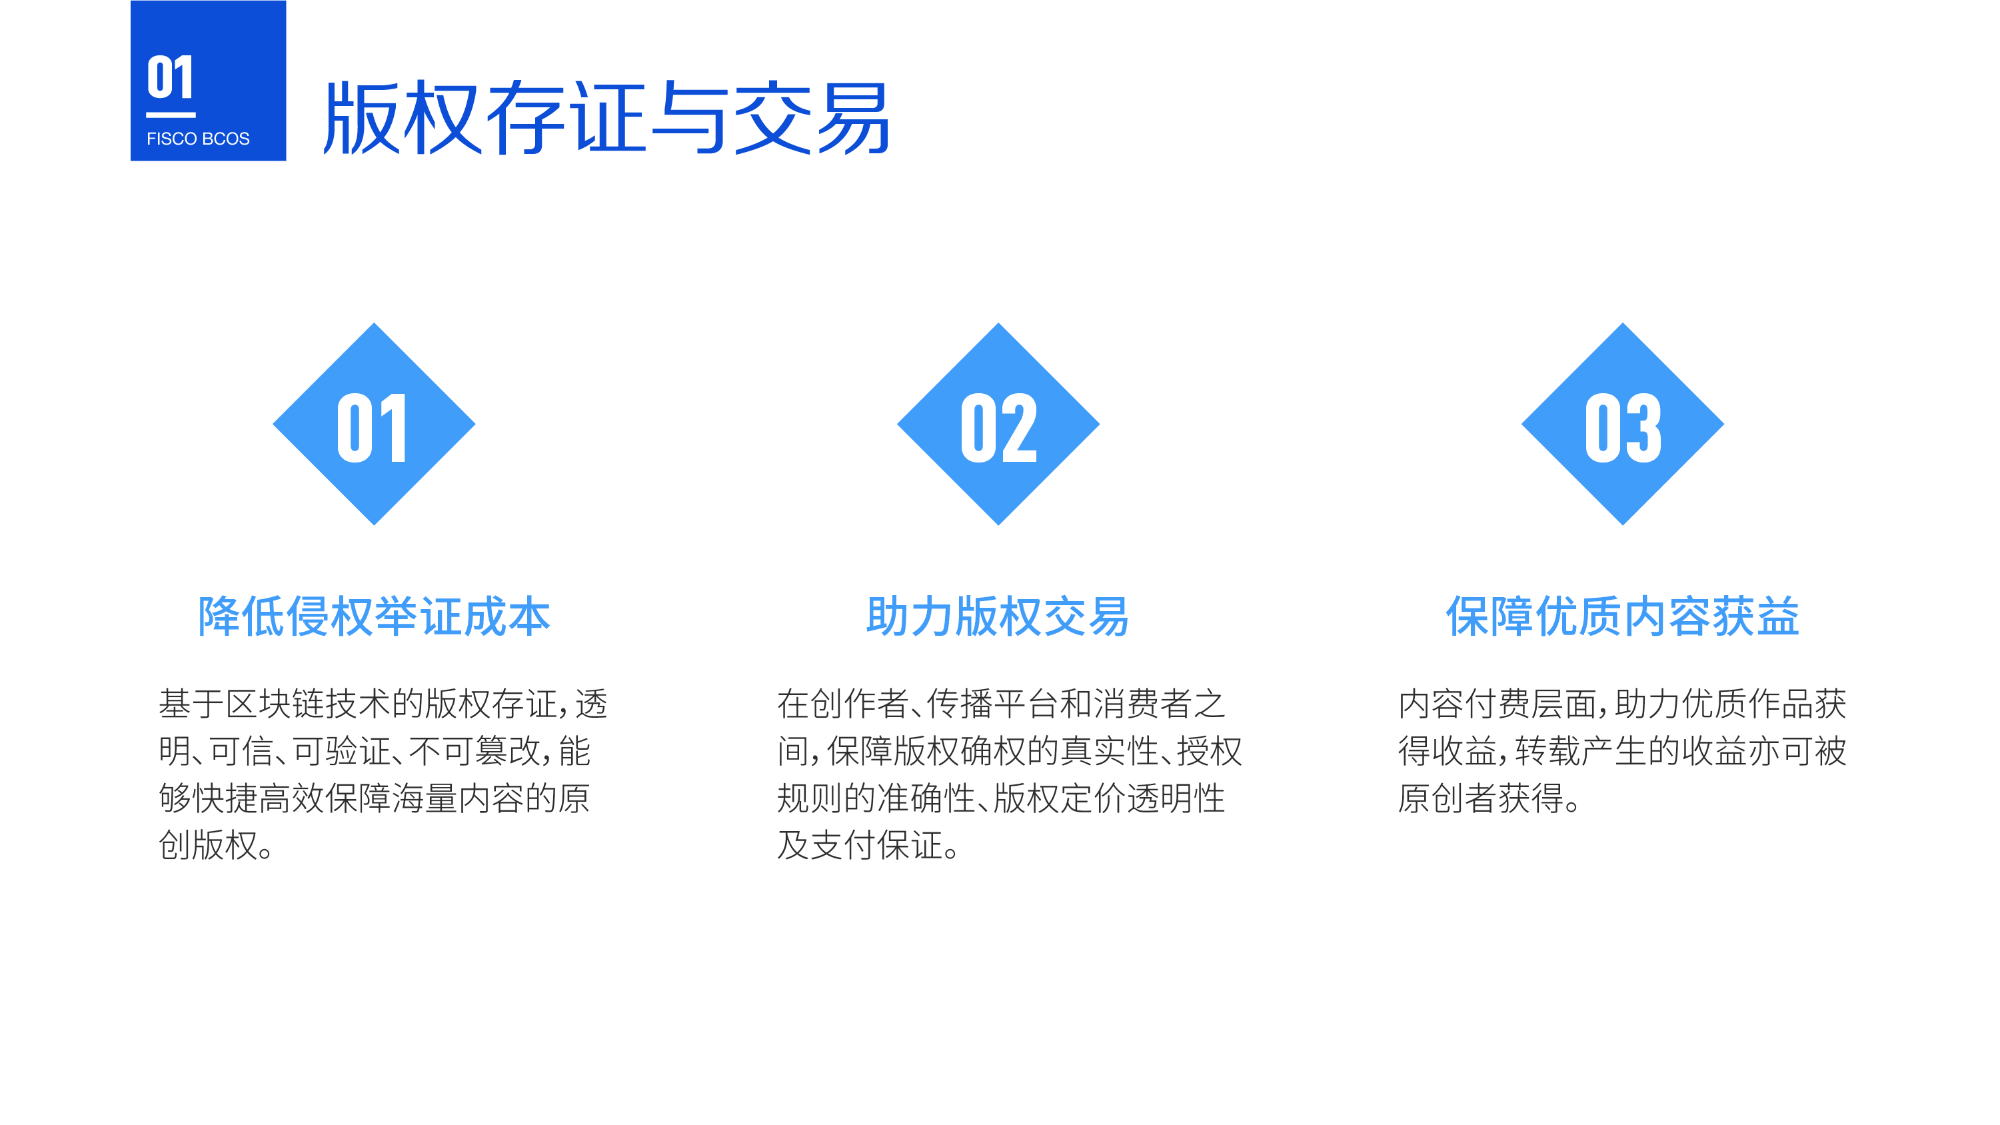 01
FISCO BCOS
版权存证与交易
01
降低侵权举证成本
基于区块链技术的版权存证，透
明、可信、可验证、不可篡改，能
够快捷高效保障海量内容的原
创版权。
02
助力版权交易
在创作者、传播平台和消费者之
间，保障版权确权的真实性、授权
规则的准确性、版权定价透明性
及支付保证。
03
保障优质内容获益
内容付费层面，助力优质作品获
得收益，转载产生的收益亦可被
原创者获得。